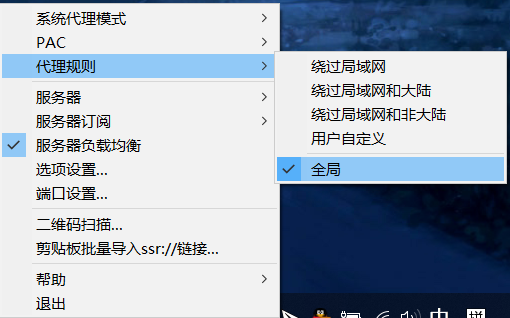 系统代理模式
PAC
代理规则
服务器
服务器订阅
服务器负载均衡
选项设置...
端口设置...
二维码扫描...
剪贴板批量导入ssr://链接...
帮助
退出
绕过局域网
绕过局域网和大陆
绕过局域网和非大陆
用户自定义
全局
中
拼